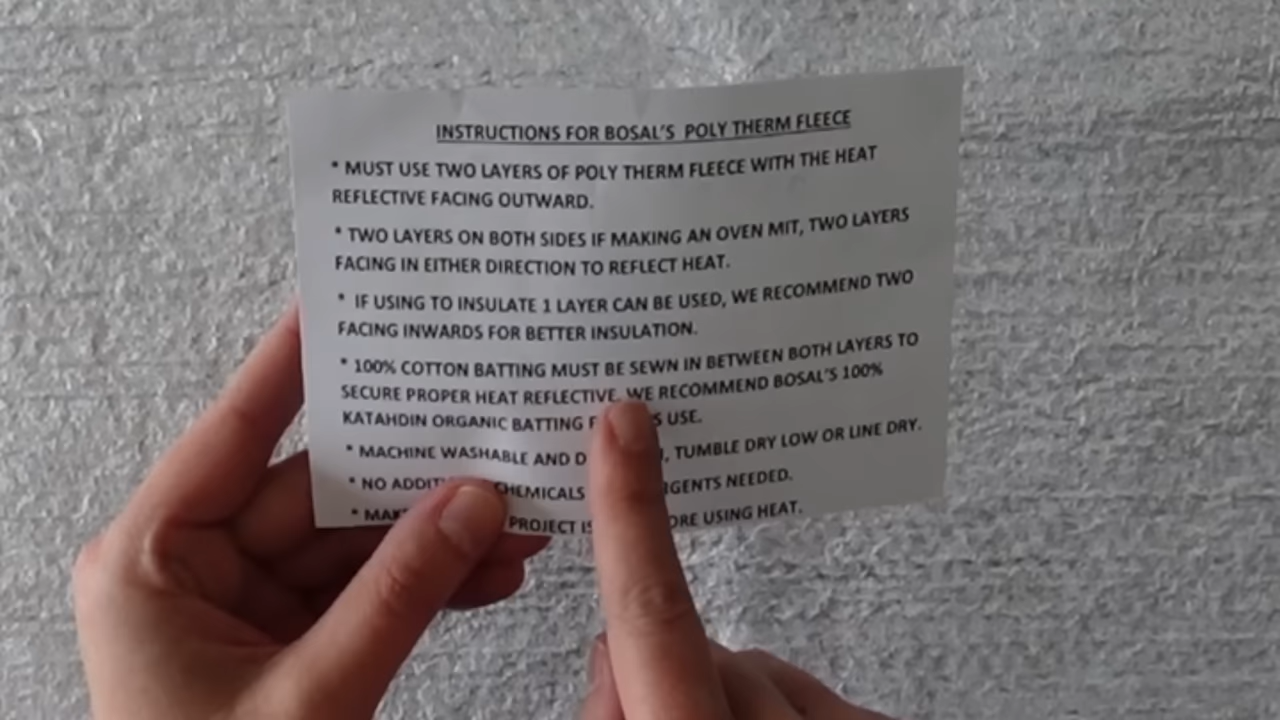 INSTRUCTIONS FOR BOSAL'S POLY THERM FLEECE
* MUST USE TWO LAYERS OF POLY THERM FLEECE WITH THE HEAT
REFLECTIVE FACING OUTWARD.
* TWO LAYERS ON BOTH SIDES IF MAKING AN OVEN MIT, TWO LAYERS
FACING IN EITHER DIRECTION TO REFLECT HEAT.
* IF USING TO INSULATE 1 LAYER CAN BE USED, WE RECOMMEND TWO
FACING INWARDS FOR BETTER INSULATION.
* 100% COTTON BATTING MUST BE SEWN IN BETWEEN BOTH LAYERS TO
SECURE PROPER HEAT REFLECTIVE. WE RECOMMEND BOSAL'S 100%
KATAHDIN ORGANIC BATTING USE.
* MACHINE WASHABLE AND , TUMBLE DRY LOW OR LINE DRY.
* NO CHEMICALS NEEDED.
* PROJECT USING HEAT.